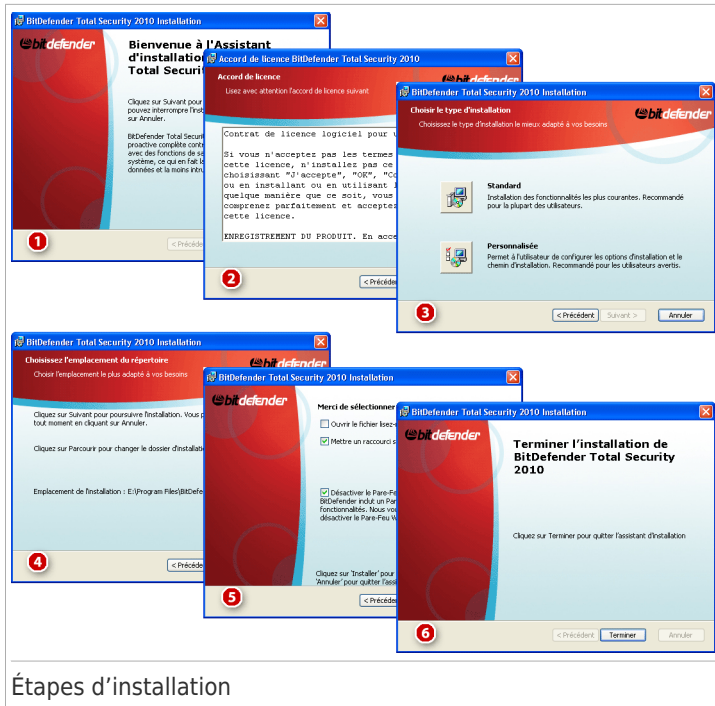 BitDefender Total Security 2010 Installation
bitdefender
Bienvenue à l'Assistant
d'installation
Total Securi
Cliquez sur Suivant pour
pouvez interrompre l'inst
sur Annuler.
BitDefender Total Securit
proactive complète contr
avec des fonctions de sa
système, ce qui en fait la
données et la moins intru
< Précéde
1
Accord de licence BitDefender Total Security 2010
Accord de licence
Lisez avec attention l'accord de licence suivant
bitdefender
Contrat de licence logiciel pour u
Si vous n'acceptez pas les termes
cette licence, n'installez pas ce
choisissant "J'accepte", "OK", "Co
ou en installant ou en utilisant l
quelque manière que ce soit, vous
comprenez parfaitement et acceptez
cette licence.
ENREGISTREMENT DU PRODUIT. En acce
< Précéde
2
BitDefender Total Security 2010 Installation
Choisir le type d'installation
Choisissez le type d'installation le mieux adapté à vos besoins
bitdefender
Standard
Installation des fonctionnalités les plus courantes. Recommandé
pour la plupart des utilisateurs.
Personnalisée
Permet à l'utilisateur de configurer les options d'installation et le
chemin d'installation. Recommandé pour les utilisateurs avertis.
3
< Précédent Suivant > Annuler
BitDefender Total Security 2010 Installation
Choisissez l'emplacement du répertoire
Choisir l'emplacement le plus adapté à vos besoins
bitdefender
Cliquez sur Suivant pour poursuivre l'installation. Vous p
tout moment en cliquant sur Annuler.
Cliquez sur Parcourir pour changer le dossier d'installatio
Emplacement de l'installation : E:\Program Files\BitDefe
4
< Précéde
BitDefender Total Security 2010 Installation
bitdefender
Merci de sélectionner
Ouvrir le fichier lisez-
Mettre un raccourci s
Désactiver le Pare-Fe
BitDefender inclut un Par
fonctionnalités. Nous vou
désactiver le Pare-Feu W
Cliquez sur 'Installer' pour
'Annuler' pour quitter l'assi
5
< Précéde
BitDefender Total Security 2010 Installation
bitdefender
Terminer l'installation de
BitDefender Total Security
2010
Cliquez sur Terminer pour quitter l'assistant d'installation
6
< Précédent Terminer Annuler
Étapes d’installation